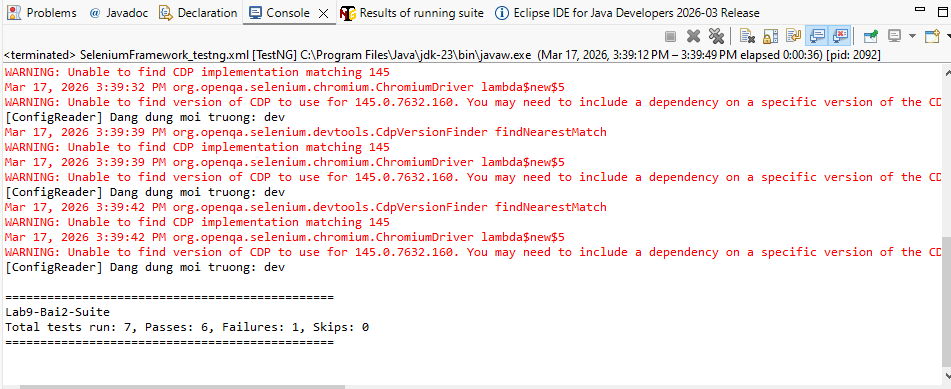 Problems @ Javadoc Declaration Console Results of running suite Eclipse IDE for Java Developers 2026-03 Release
<terminated> SeleniumFramework_testng.xml [TestNG] C:\Program Files\Java\jdk-23\bin\javaw.exe (Mar 17, 2026, 3:39:12 PM – 3:39:49 PM elapsed 0:00:36) [pid: 2092]
WARNING: Unable to find CDP implementation matching 145
Mar 17, 2026 3:39:32 PM org.openqa.selenium.chromium.ChromiumDriver lambda$new$5
WARNING: Unable to find version of CDP to use for 145.0.7632.160. You may need to include a dependency on a specific version of the CD
[ConfigReader] Dang dung moi truong: dev
Mar 17, 2026 3:39:39 PM org.openqa.selenium.devtools.CdpVersionFinder findNearestMatch
WARNING: Unable to find CDP implementation matching 145
Mar 17, 2026 3:39:39 PM org.openqa.selenium.chromium.ChromiumDriver lambda$new$5
WARNING: Unable to find version of CDP to use for 145.0.7632.160. You may need to include a dependency on a specific version of the CD
[ConfigReader] Dang dung moi truong: dev
Mar 17, 2026 3:39:42 PM org.openqa.selenium.devtools.CdpVersionFinder findNearestMatch
WARNING: Unable to find CDP implementation matching 145
Mar 17, 2026 3:39:42 PM org.openqa.selenium.chromium.ChromiumDriver lambda$new$5
WARNING: Unable to find version of CDP to use for 145.0.7632.160. You may need to include a dependency on a specific version of the CD
[ConfigReader] Dang dung moi truong: dev
===============================================
Lab9-Bai2-Suite
Total tests run: 7, Passes: 6, Failures: 1, Skips: 0
===============================================